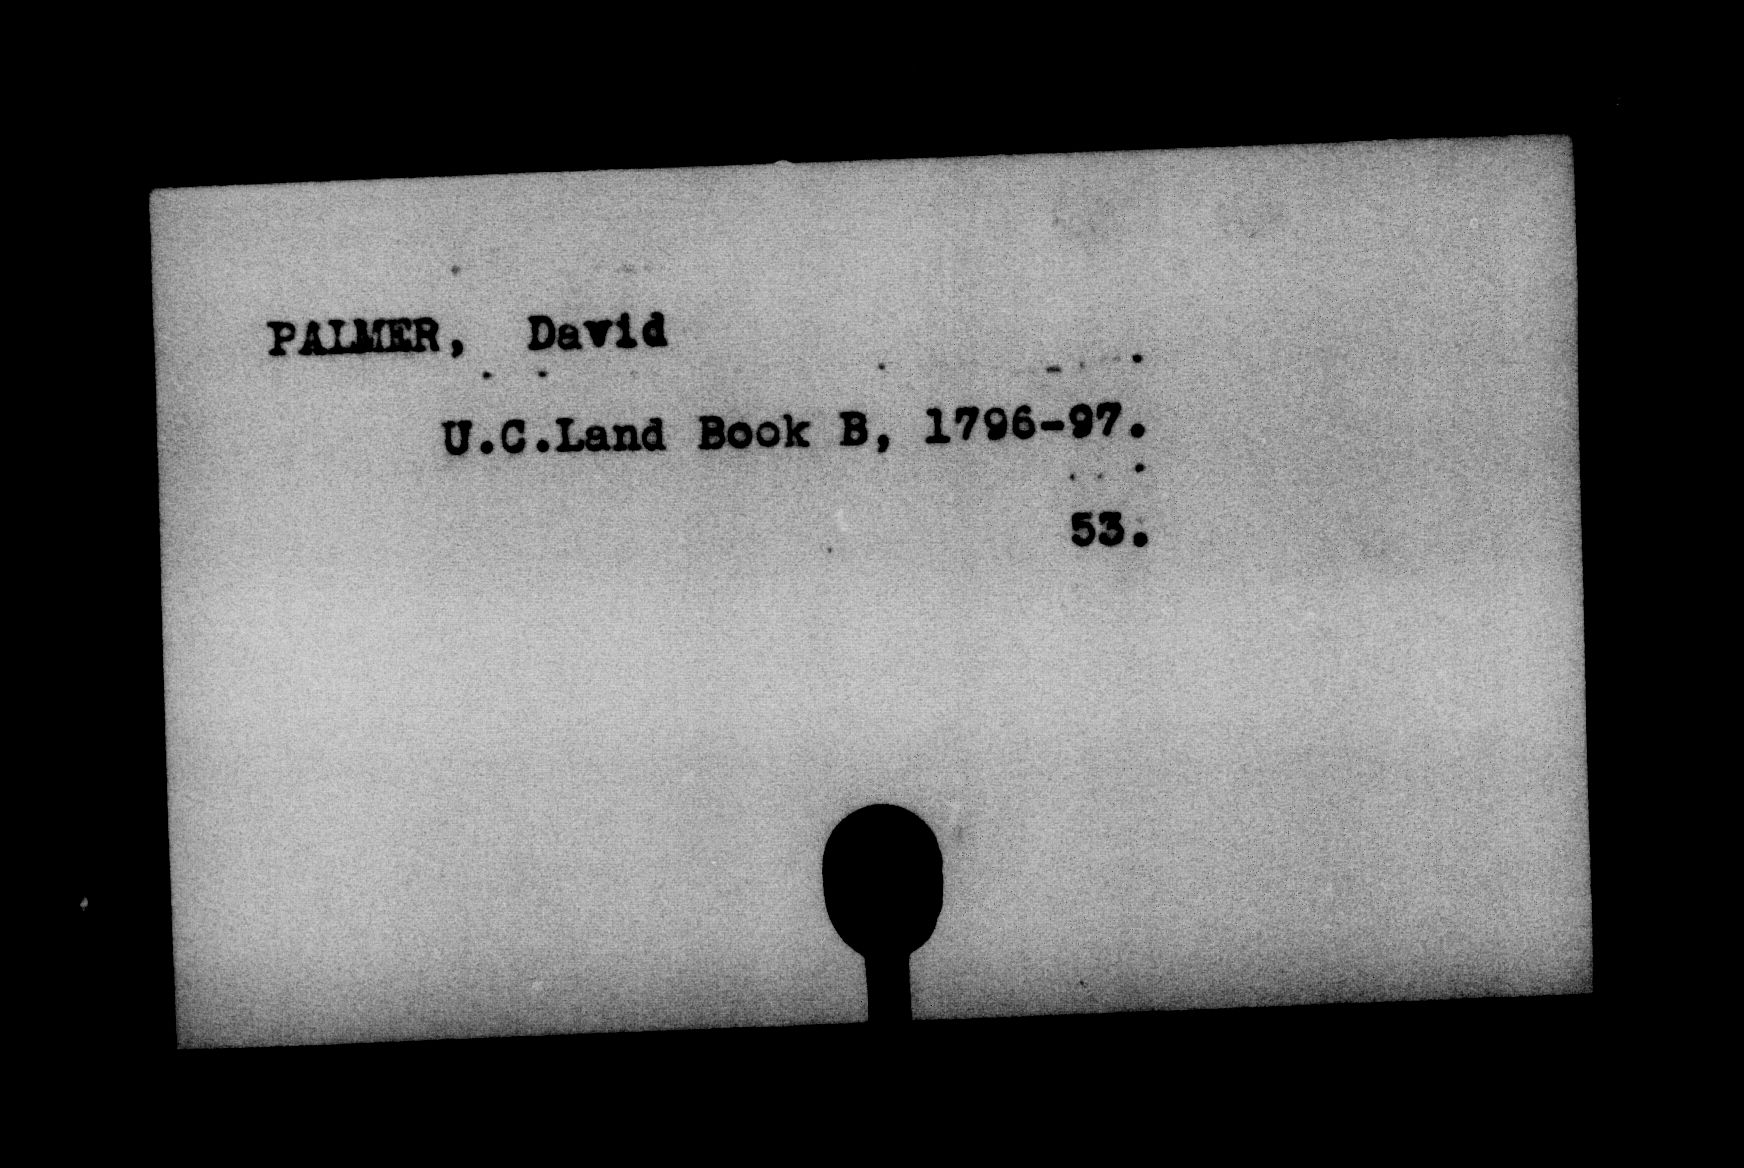 PALMER, David
U.C.Land Book B, 1796-97.
53.